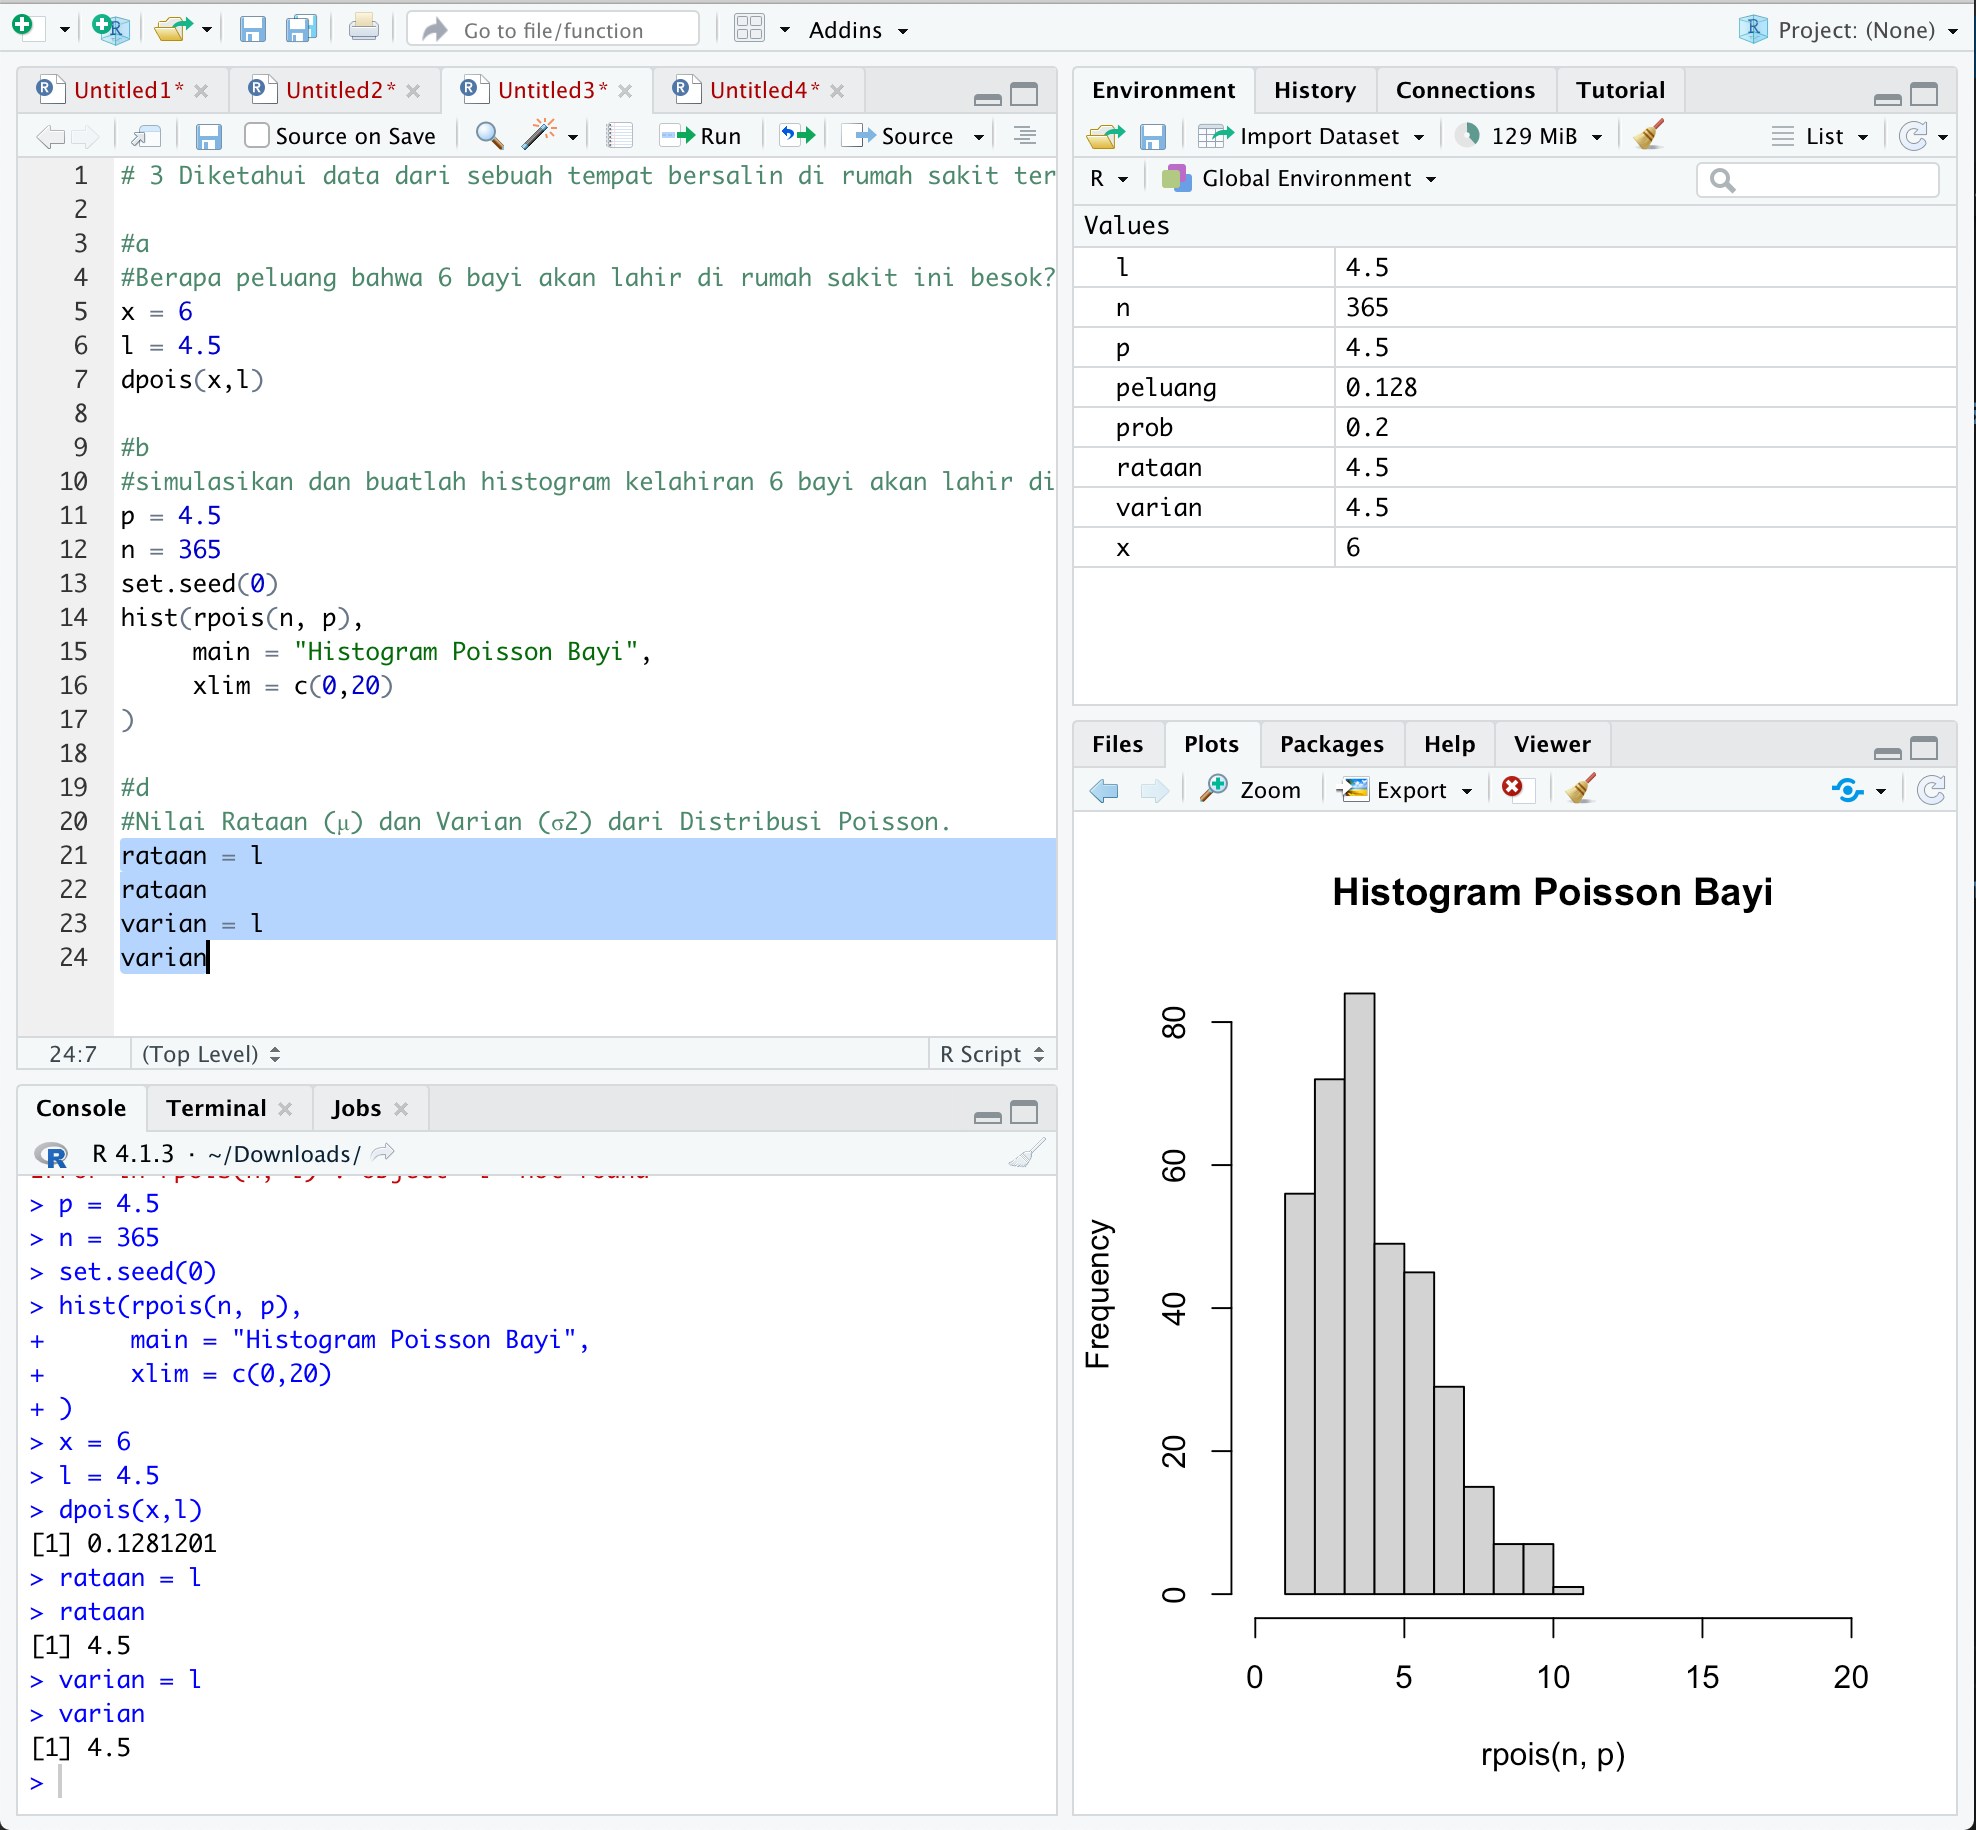 Go to file/function
Addins
Project: (None)
Untitled1*
Untitled2*
Untitled3*
Untitled4*
Source on Save
Run
Source
1 # 3 Diketahui data dari sebuah tempat bersalin di rumah sakit ter
2
3 #a
4 #Berapa peluang bahwa 6 bayi akan lahir di rumah sakit ini besok?
5 x = 6
6 l = 4.5
7 dpois(x,l)
8
9 #b
10 #simulasikan dan buatlah histogram kelahiran 6 bayi akan lahir di
11 p = 4.5
12 n = 365
13 set.seed(0)
14 hist(rpois(n, p),
15 main = "Histogram Poisson Bayi",
16 xlim = c(0,20)
17 )
18
19 #d
20 #Nilai Rataan (μ) dan Varian (σ2) dari Distribusi Poisson.
21 rataan = l
22 rataan
23 varian = l
24 varian
24:7 (Top Level) R Script
Console Terminal Jobs
R 4.1.3 · ~/Downloads/
> p = 4.5
> n = 365
> set.seed(0)
> hist(rpois(n, p),
+ main = "Histogram Poisson Bayi",
+ xlim = c(0,20)
+ )
> x = 6
> l = 4.5
> dpois(x,l)
[1] 0.1281201
> rataan = l
> rataan
[1] 4.5
> varian = l
> varian
[1] 4.5
>
Environment History Connections Tutorial
Import Dataset 129 MiB List
R Global Environment
Values
l 4.5
n 365
p 4.5
peluang 0.128
prob 0.2
rataan 4.5
varian 4.5
x 6
Files Plots Packages Help Viewer
Zoom Export
Histogram Poisson Bayi
Frequency
80
60
40
20
0
0 5 10 15 20
rpois(n, p)